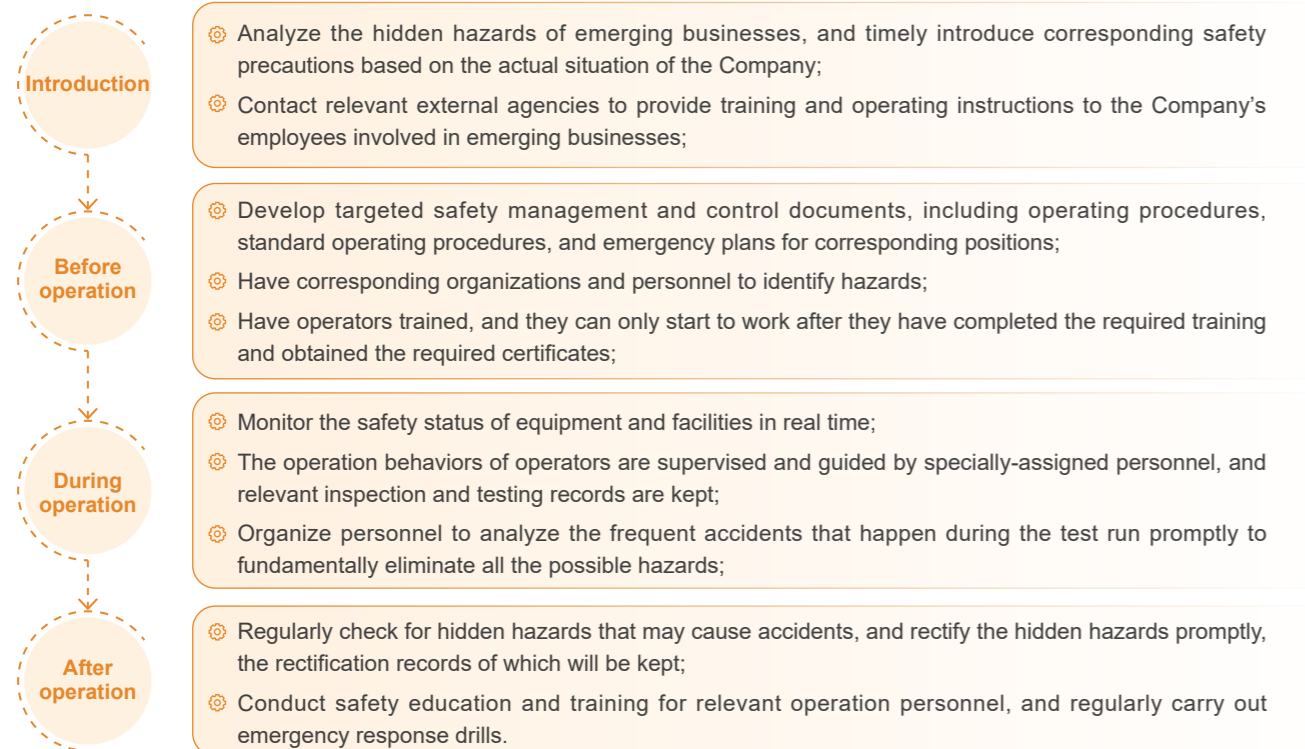 Introduction
Analyze the hidden hazards of emerging businesses, and timely introduce corresponding safety
precautions based on the actual situation of the Company;
Contact relevant external agencies to provide training and operating instructions to the Company’s
employees involved in emerging businesses;
Before
operation
Develop targeted safety management and control documents, including operating procedures,
standard operating procedures, and emergency plans for corresponding positions;
Have corresponding organizations and personnel to identify hazards;
Have operators trained, and they can only start to work after they have completed the required training
and obtained the required certificates;
During
operation
Monitor the safety status of equipment and facilities in real time;
The operation behaviors of operators are supervised and guided by specially-assigned personnel, and
relevant inspection and testing records are kept;
Organize personnel to analyze the frequent accidents that happen during the test run promptly to
fundamentally eliminate all the possible hazards;
After
operation
Regularly check for hidden hazards that may cause accidents, and rectify the hidden hazards promptly,
the rectification records of which will be kept;
Conduct safety education and training for relevant operation personnel, and regularly carry out
emergency response drills.